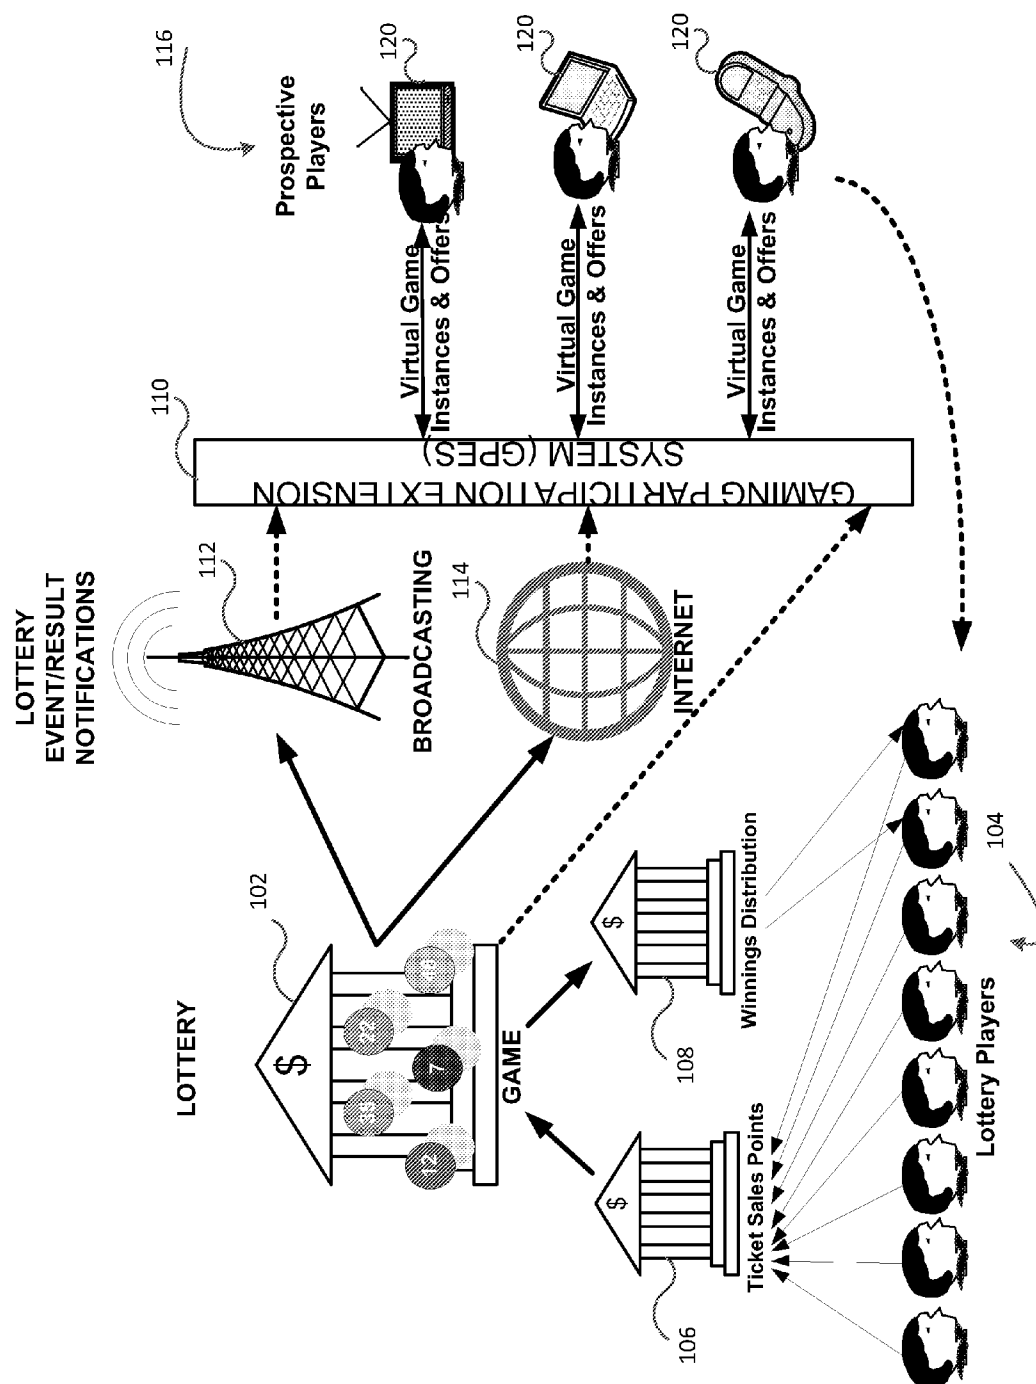 LOTTERY
EVENT/RESULT
NOTIFICATIONS
LOTTERY
102
112
116
110
Prospective
Players
120
120
120
12
22
7
GAME
BROADCASTING
114
INTERNET
GAMING PARTICIPATION EXTENSION
SYSTEM (GPES)
Virtual Game
Instances & Offers
Virtual Game
Instances & Offers
Virtual Game
Instances & Offers
$
$
$
106
108
Ticket Sales Points
Winnings Distribution
Lottery Players
104